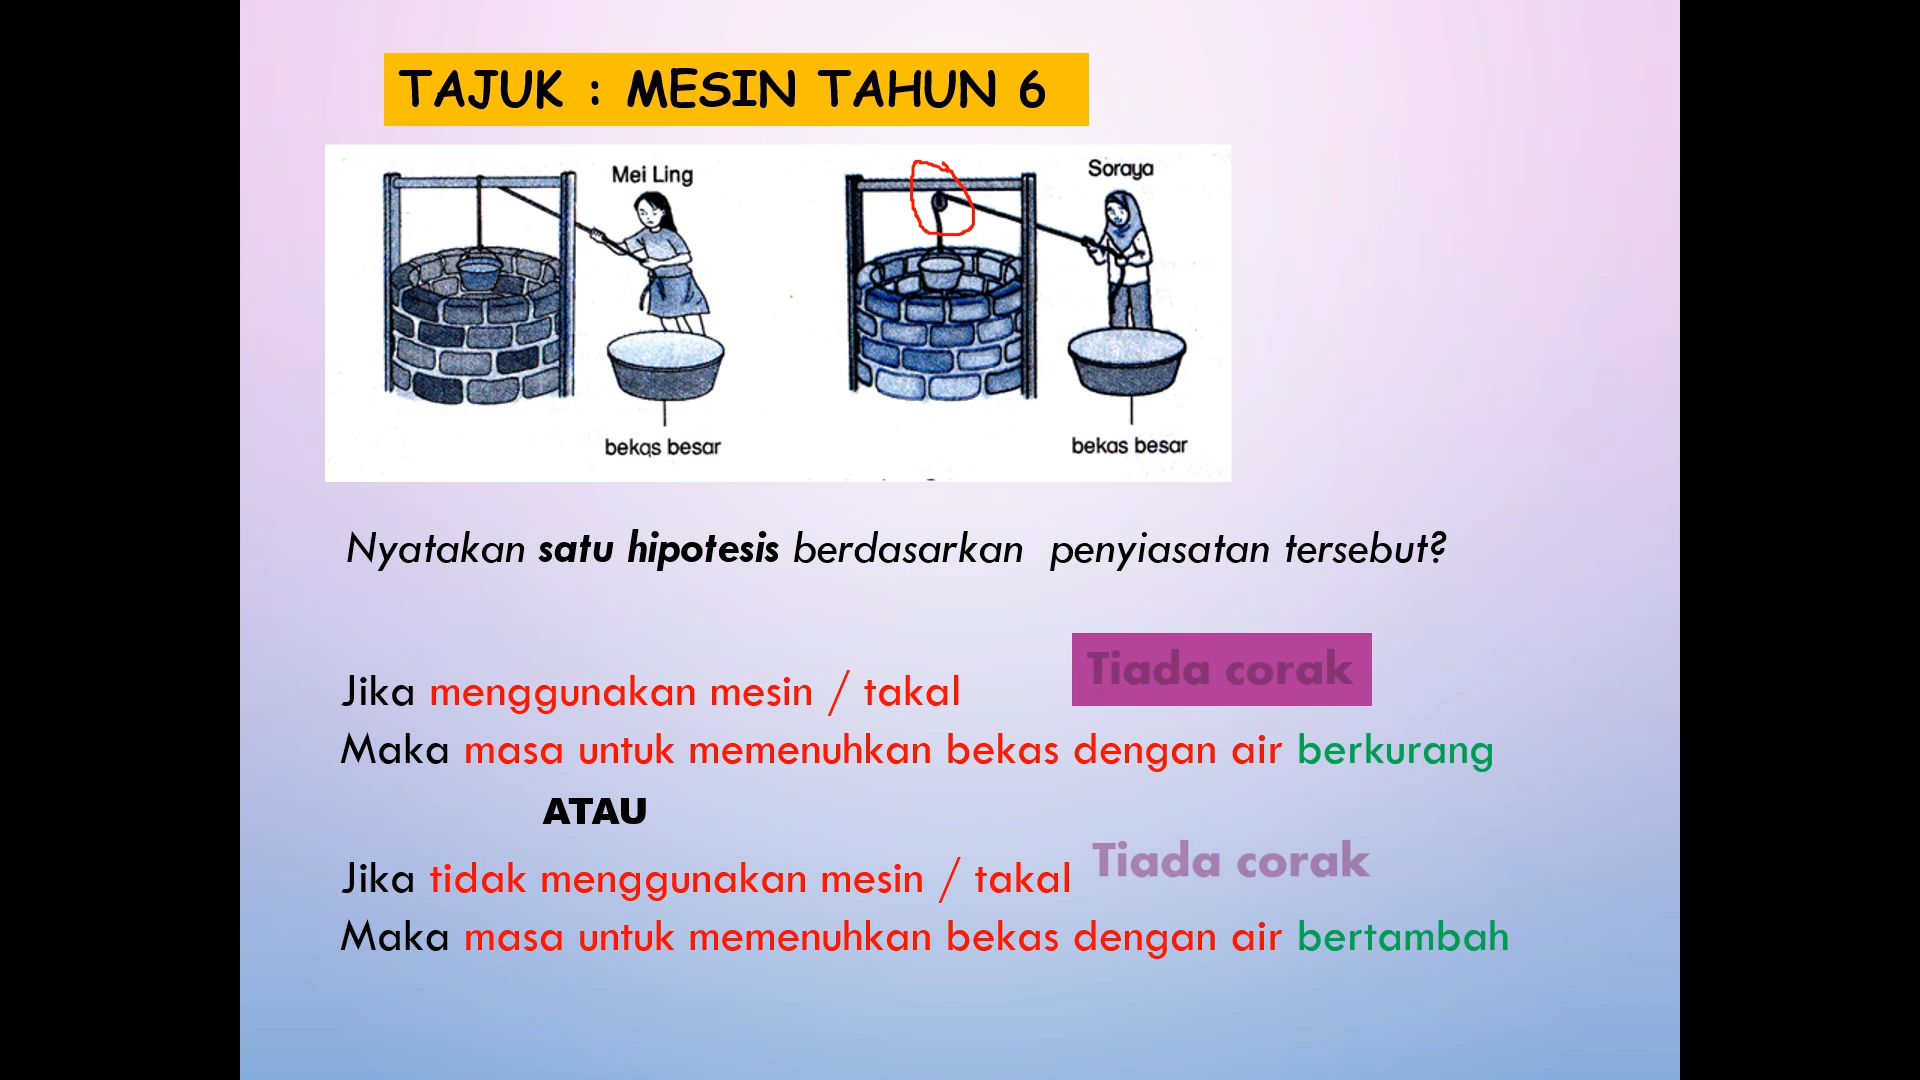 TAJUK : MESIN TAHUN 6
Mei Ling
Soraya
bekas besar
bekas besar
Nyatakan satu hipotesis berdasarkan penyiasatan tersebut?
Jika menggunakan mesin / takal
Tiada corak
Maka masa untuk memenuhkan bekas dengan air berkurang
ATAU
Jika tidak menggunakan mesin / takal
Tiada corak
Maka masa untuk memenuhkan bekas dengan air bertambah